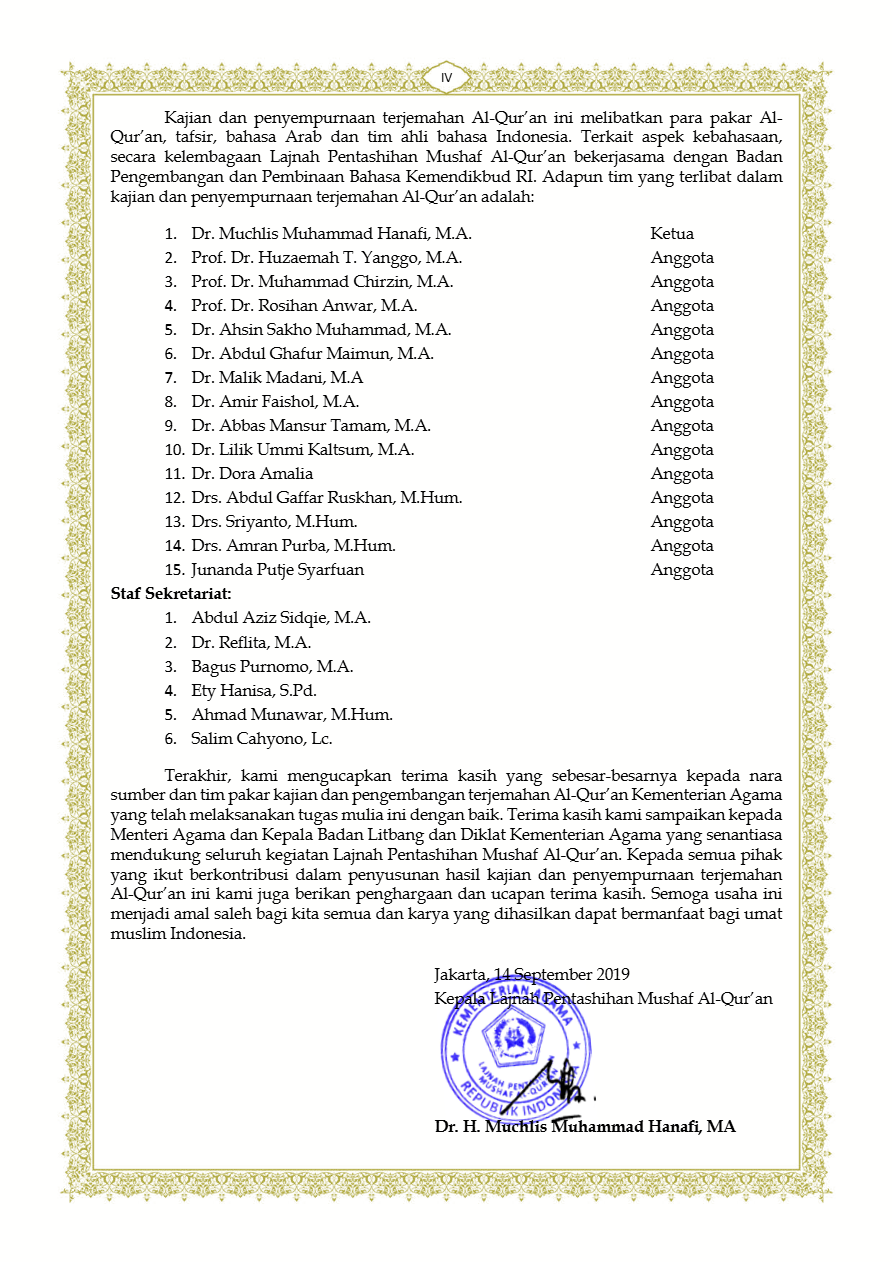 IV
Kajian dan penyempurnaan terjemahan Al-Qur’an ini melibatkan para pakar Al-
Qur’an, tafsir, bahasa Arab dan tim ahli bahasa Indonesia. Terkait aspek kebahasaan,
secara kelembagaan Lajnah Pentashihan Mushaf Al-Qur’an bekerjasama dengan Badan
Pengembangan dan Pembinaan Bahasa Kemendikbud RI. Adapun tim yang terlibat dalam
kajian dan penyempurnaan terjemahan Al-Qur’an adalah:
1. Dr. Muchlis Muhammad Hanafi, M.A. Ketua
2. Prof. Dr. Huzaemah T. Yanggo, M.A. Anggota
3. Prof. Dr. Muhammad Chirzin, M.A. Anggota
4. Prof. Dr. Rosihan Anwar, M.A. Anggota
5. Dr. Ahsin Sakho Muhammad, M.A. Anggota
6. Dr. Abdul Ghafur Maimun, M.A. Anggota
7. Dr. Malik Madani, M.A Anggota
8. Dr. Amir Faishol, M.A. Anggota
9. Dr. Abbas Mansur Tamam, M.A. Anggota
10. Dr. Lilik Ummi Kaltsum, M.A. Anggota
11. Dr. Dora Amalia Anggota
12. Drs. Abdul Gaffar Ruskhan, M.Hum. Anggota
13. Drs. Sriyanto, M.Hum. Anggota
14. Drs. Amran Purba, M.Hum. Anggota
15. Junanda Putje Syarfuan Anggota
Staf Sekretariat:
1. Abdul Aziz Sidqie, M.A.
2. Dr. Reflita, M.A.
3. Bagus Purnomo, M.A.
4. Ety Hanisa, S.Pd.
5. Ahmad Munawar, M.Hum.
6. Salim Cahyono, Lc.
Terakhir, kami mengucapkan terima kasih yang sebesar-besarnya kepada nara
sumber dan tim pakar kajian dan pengembangan terjemahan Al-Qur’an Kementerian Agama
yang telah melaksanakan tugas mulia ini dengan baik. Terima kasih kami sampaikan kepada
Menteri Agama dan Kepala Badan Litbang dan Diklat Kementerian Agama yang senantiasa
mendukung seluruh kegiatan Lajnah Pentashihan Mushaf Al-Qur’an. Kepada semua pihak
yang ikut berkontribusi dalam penyusunan hasil kajian dan penyempurnaan terjemahan
Al-Qur’an ini kami juga berikan penghargaan dan ucapan terima kasih. Semoga usaha ini
menjadi amal saleh bagi kita semua dan karya yang dihasilkan dapat bermanfaat bagi umat
muslim Indonesia.
Jakarta, 14 September 2019
Kepala Lajnah Pentashihan Mushaf Al-Qur’an
KEMENTERIAN AGAMA
LAJNAH PENTASHIHAN
MUSHAF AL-QUR'AN
REPUBLIK INDONESIA
Dr. H. Muchlis Muhammad Hanafi, MA